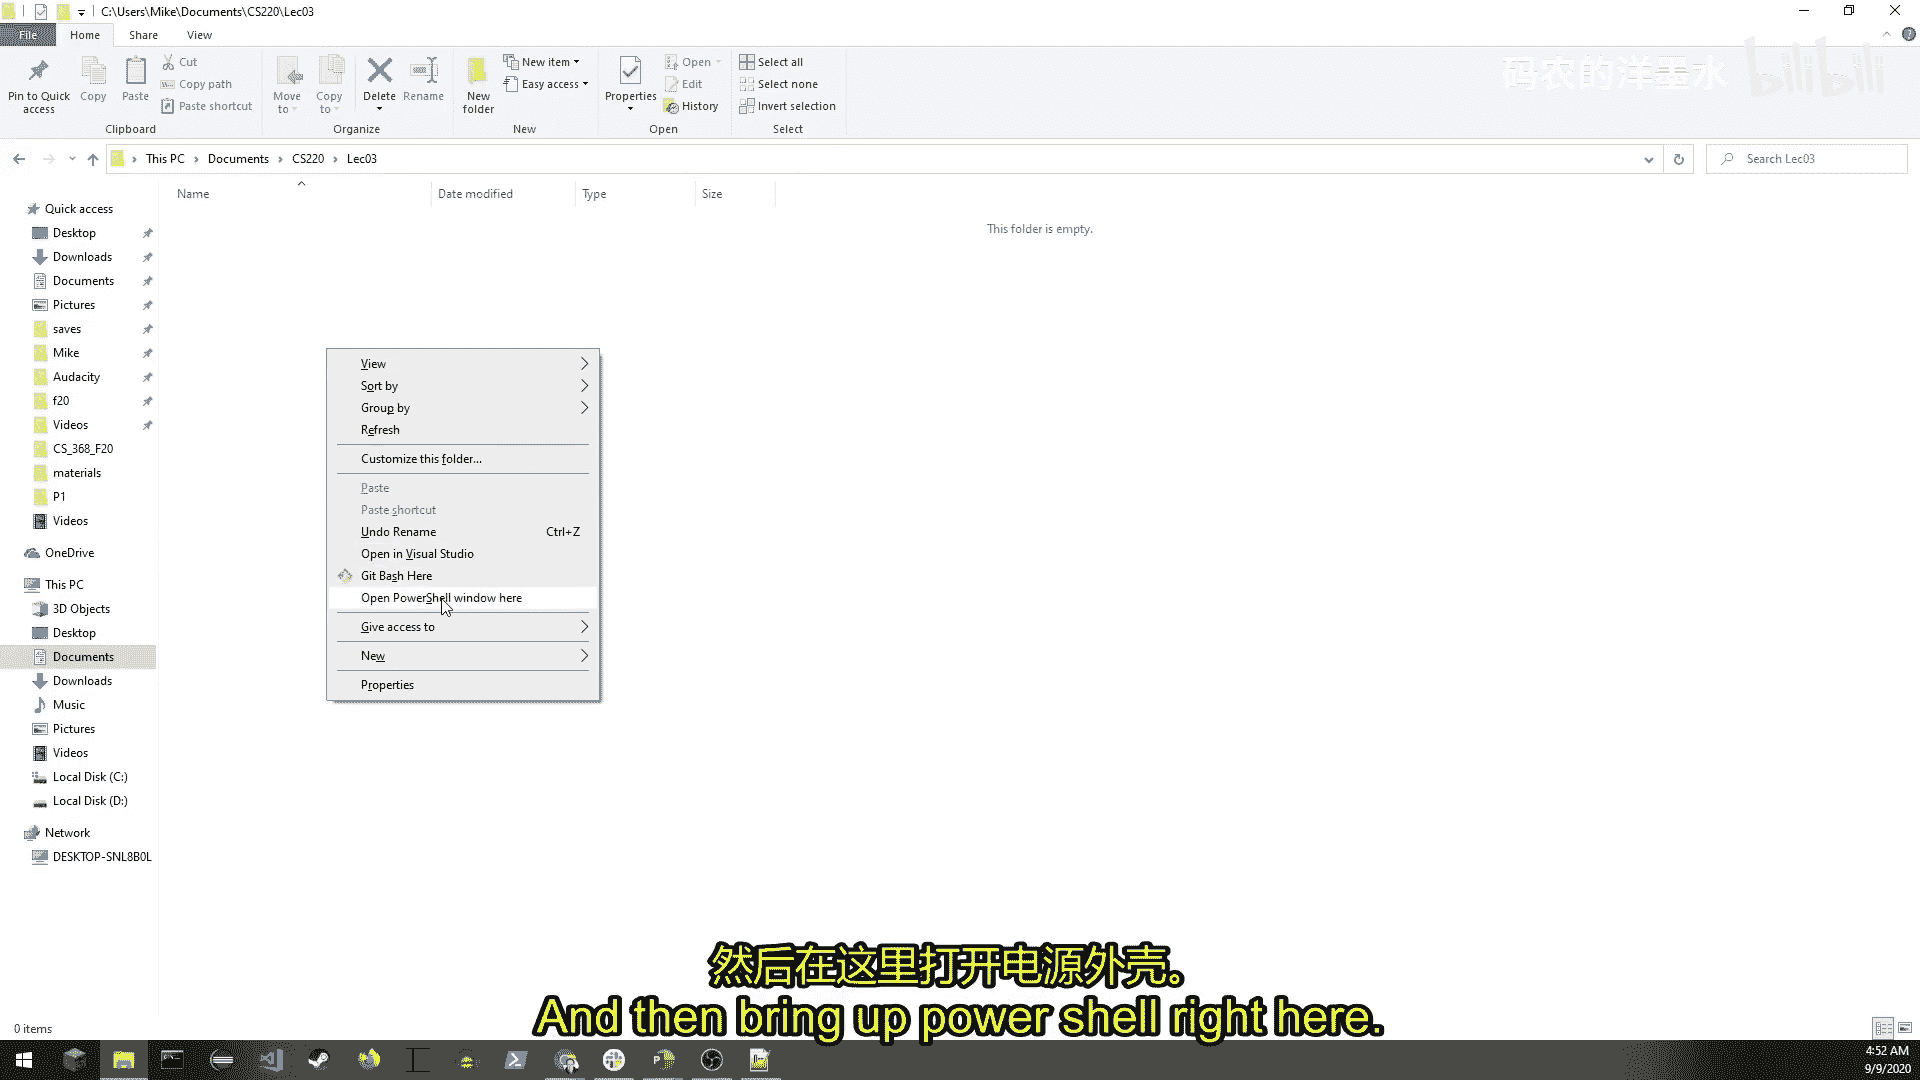 C:\Users\Mike\Documents\CS220\Lec03
File Home Share View
Pin to Quick access
Copy
Paste
Cut
Copy path
Paste shortcut
Clipboard
Move to
Copy to
Delete
Rename
Organize
New folder
New item
Easy access
New
Properties
Open
Edit
History
Open
Select all
Select none
Invert selection
Select
码农的洋墨水 bilibili
This PC Documents CS220 Lec03
Search Lec03
Name Date modified Type Size
This folder is empty.
Quick access
Desktop
Downloads
Documents
Pictures
saves
Mike
Audacity
f20
Videos
CS_368_F20
materials
P1
Videos
OneDrive
This PC
3D Objects
Desktop
Documents
Downloads
Music
Pictures
Videos
Local Disk (C:)
Local Disk (D:)
Network
DESKTOP-SNL8B0L
View
Sort by
Group by
Refresh
Customize this folder...
Paste
Paste shortcut
Undo Rename Ctrl+Z
Open in Visual Studio
Git Bash Here
Open PowerShell window here
Give access to
New
Properties
然后在这里打开电源外壳。
And then bring up power shell right here.
0 items
4:52 AM
9/9/2020